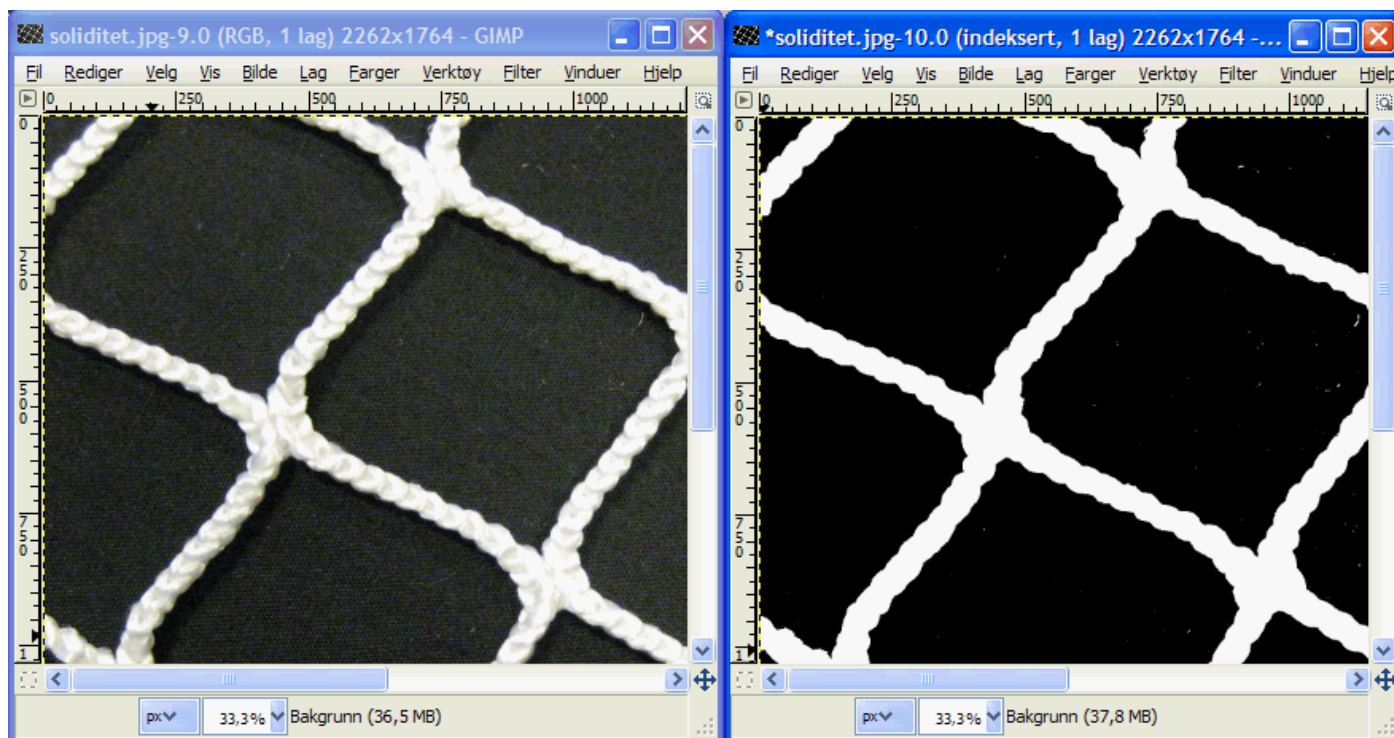 soliditet.jpg-9.0 (RGB, 1 lag) 2262x1764 - GIMP
Fil Rediger Velg Vis Bilde Lag Farger Verktøy Filter Vinduer Hjelp
0 250 500 750 1000
0
250
500
750
1
px 33,3% Bakgrunn (36,5 MB)
*soliditet.jpg-10.0 (indeksert, 1 lag) 2262x1764 -...
Fil Rediger Velg Vis Bilde Lag Farger Verktøy Filter Vinduer Hjelp
0 250 500 750 1000
0
250
500
750
1
px 33,3% Bakgrunn (37,8 MB)